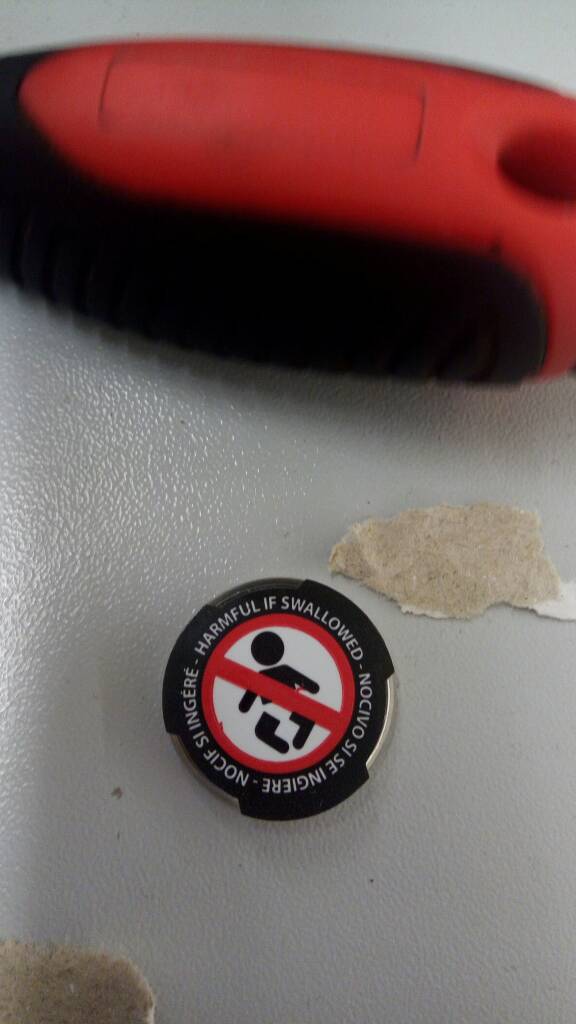 HARMFUL IF SWALLOWED - NOCIVO SI SE INGIERE - NOCIF SI INGÉRÉ -